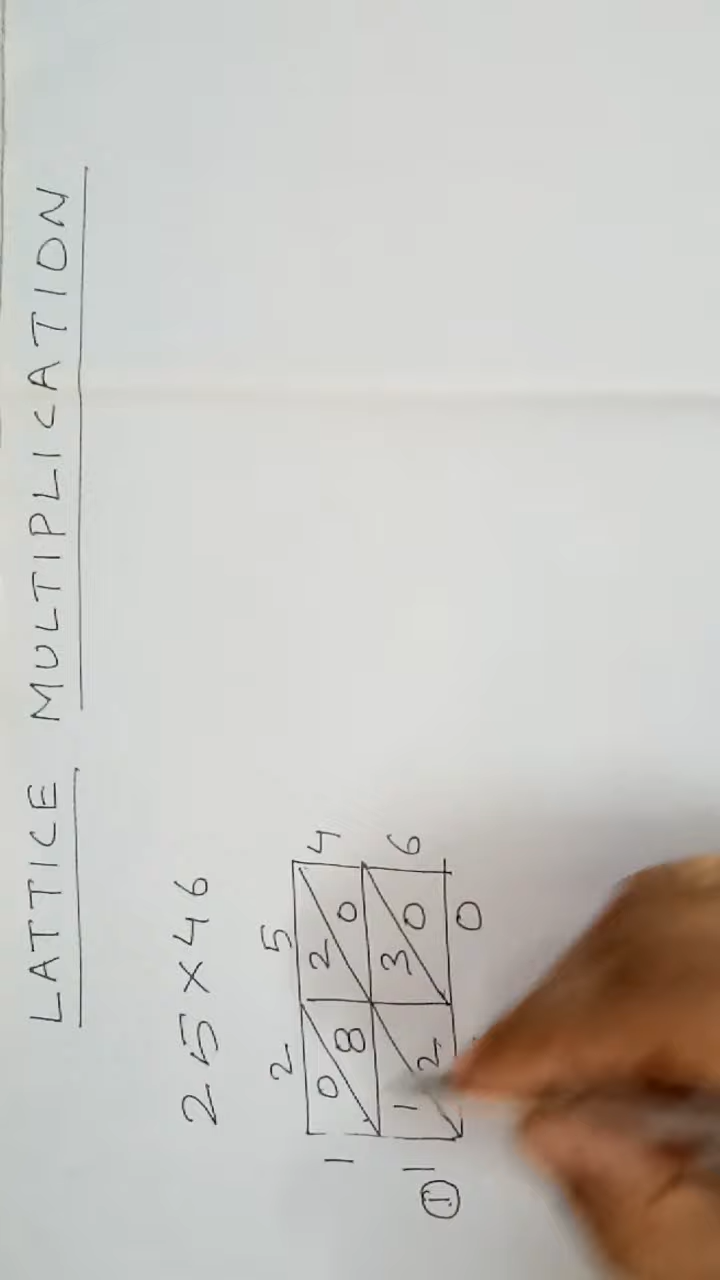 LATTICE MULTIPLICATION
25 × 46
2 5
0 8 2 0 4
1
1 2 3 0 6
1
① 0